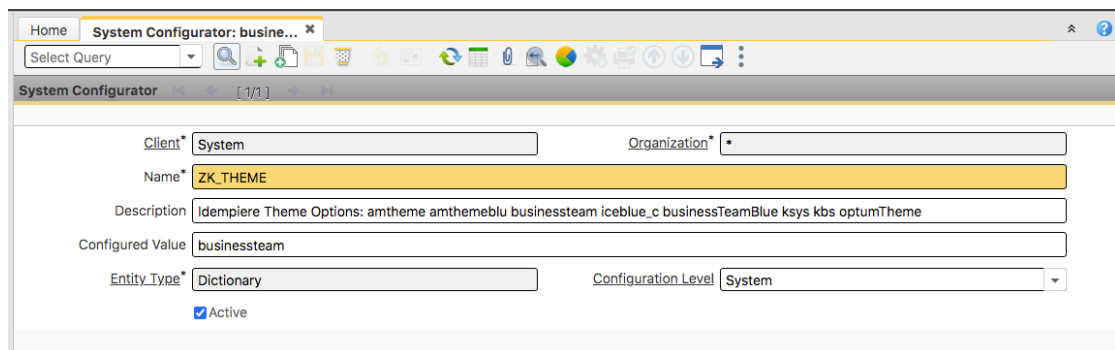 Home System Configurator: busine... ×
Select Query
System Configurator [1/1]
Client* System Organization* *
Name* ZK_THEME
Description Idempiere Theme Options: amtheme amthemeblu businessteam iceblue_c businessTeamBlue ksys kbs optumTheme
Configured Value businessteam
Entity Type* Dictionary Configuration Level System
Active